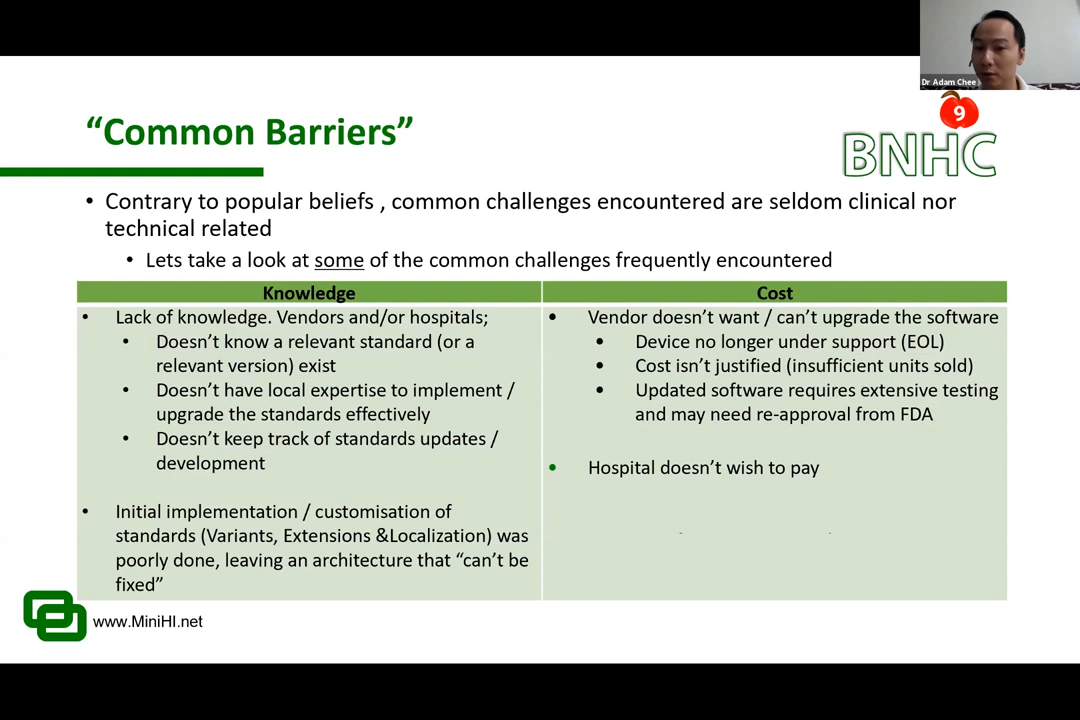 Dr Adam Chee
9
BNHC
“Common Barriers”
• Contrary to popular beliefs , common challenges encountered are seldom clinical nor
technical related
• Lets take a look at some of the common challenges frequently encountered
Knowledge
• Lack of knowledge. Vendors and/or hospitals;
• Doesn’t know a relevant standard (or a
relevant version) exist
• Doesn’t have local expertise to implement /
upgrade the standards effectively
• Doesn’t keep track of standards updates /
development
• Initial implementation / customisation of
standards (Variants, Extensions &Localization) was
poorly done, leaving an architecture that “can’t be
fixed”
Cost
• Vendor doesn’t want / can’t upgrade the software
• Device no longer under support (EOL)
• Cost isn’t justified (insufficient units sold)
• Updated software requires extensive testing
and may need re-approval from FDA
• Hospital doesn’t wish to pay
www.MiniHI.net